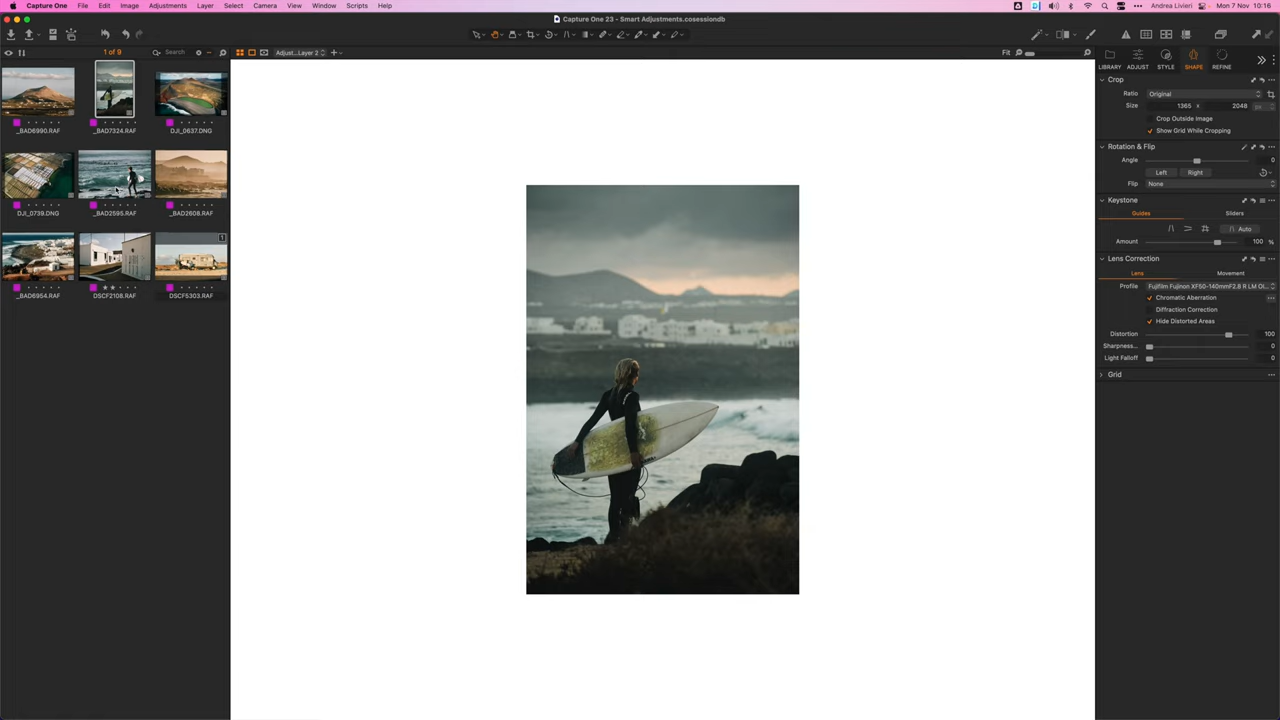 Capture One File Edit Image Adjustments Layer Select Camera View Window Scripts Help
Andrea Livieri Mon 7 Nov 10:16
Capture One 23 - Smart Adjustments.cosessiondb
1 of 9 Search
Adjust...Layer 2
Fit
LIBRARY ADJUST STYLE SHAPE REFINE
_BAD6990.RAF _BAD7324.RAF DJI_0637.DNG
DJI_0739.DNG _BAD2595.RAF _BAD2608.RAF
1
_BAD6954.RAF DSCF2108.RAF DSCF5303.RAF
Crop
Ratio Original
Size 1365 x 2048 px
Crop Outside Image
Show Grid While Cropping
Rotation & Flip
Angle 0
Left Right
Flip None
Keystone
Guides Sliders
Auto
Amount 100 %
Lens Correction
Lens Movement
Profile Fujifilm Fujinon XF50-140mmF2.8 R LM OI...
Chromatic Aberration
Diffraction Correction
Hide Distorted Areas
Distortion 100
Sharpness... 0
Light Falloff 0
Grid